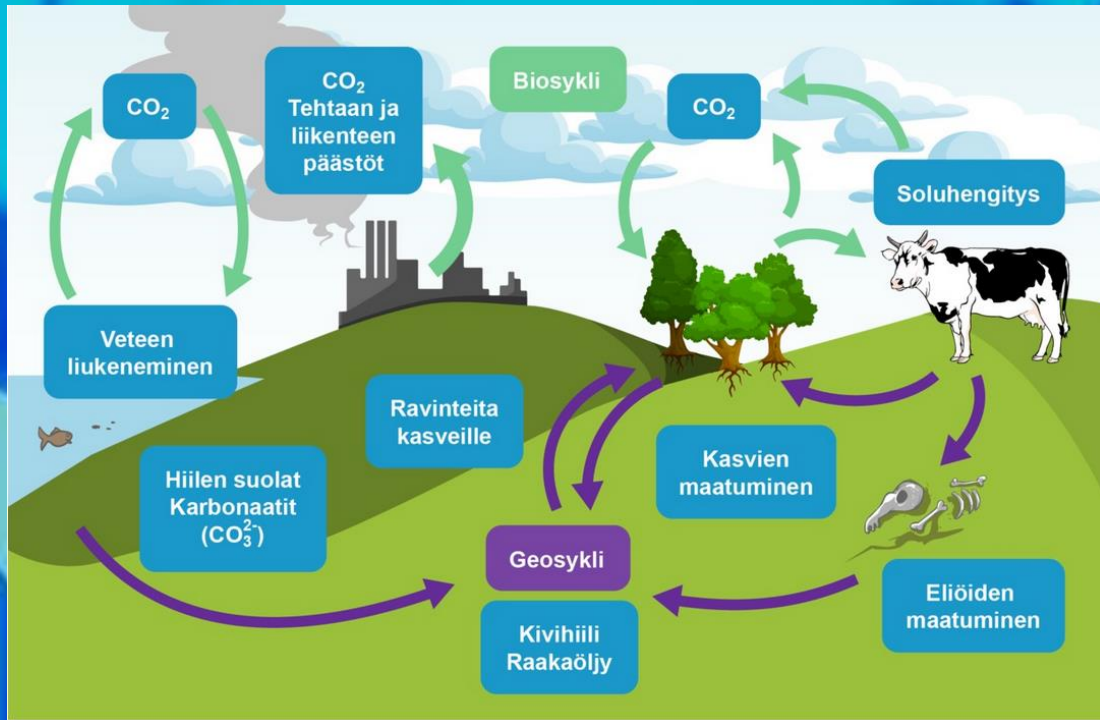 CO₂
CO₂
Tehtaan ja
liikenteen
päästöt
Biosykli
CO₂
Soluhengitys
Veteen
liukeneminen
Ravinteita
kasveille
Kasvien
maatuminen
Hiilen suolat
Karbonaatit
(CO₃²⁻)
Geosykli
Kivihiili
Raakaöljy
Eliöiden
maatuminen